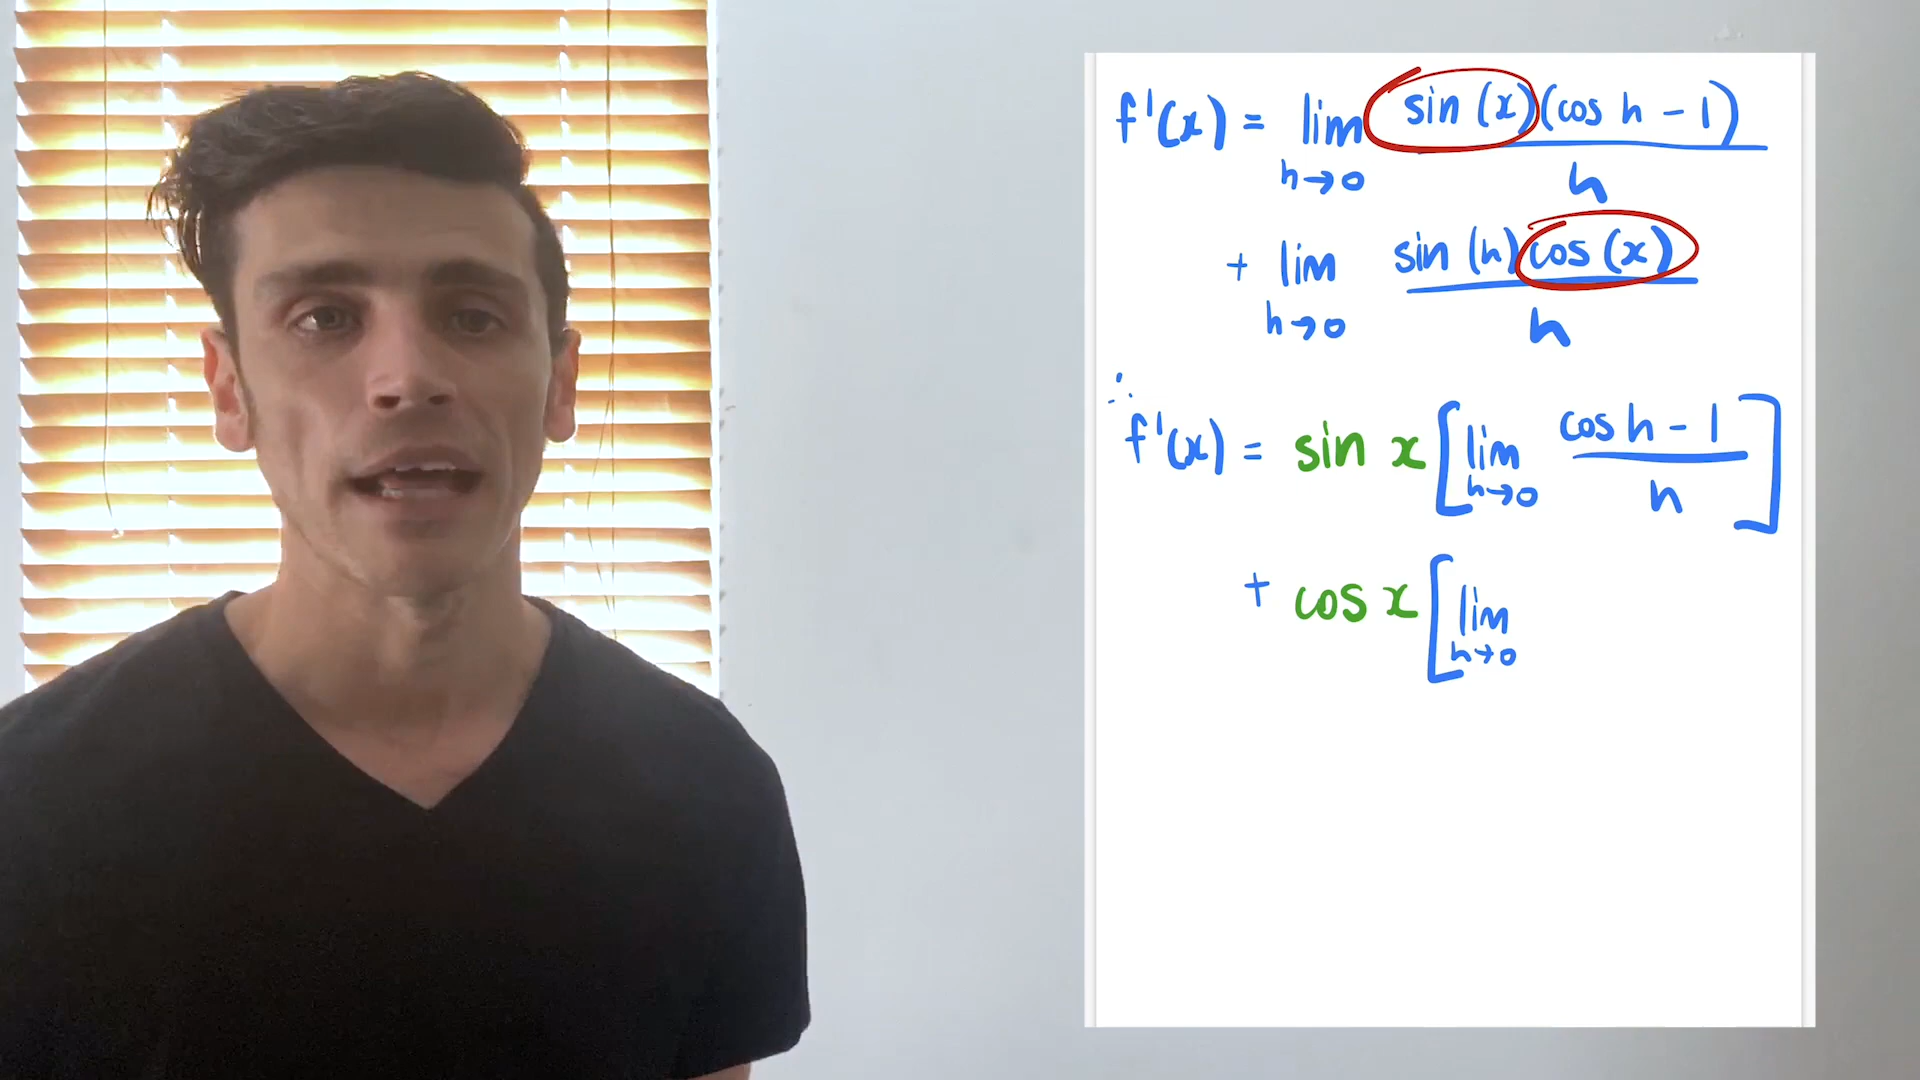 f'(x) = lim sin (x)(cos h - 1)
h→0 h
+ lim sin (h) cos (x)
h→0 h
∴
f'(x) = sin x [lim cos h - 1]
h→0 h
+ cos x [lim
h→0